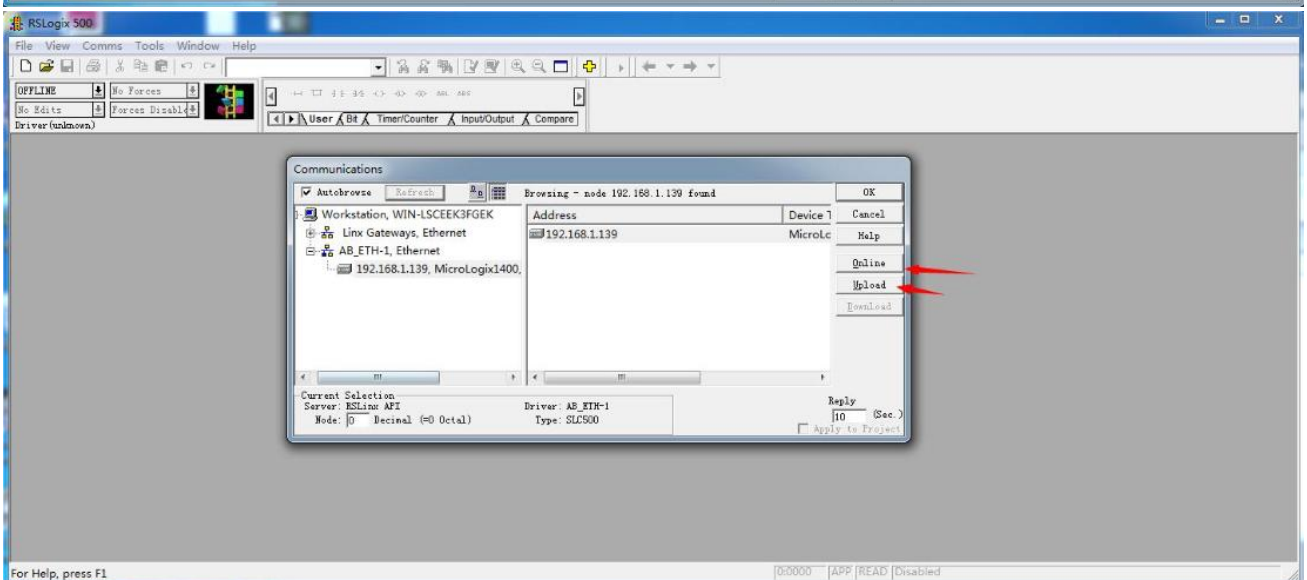 RSLogix 500
File View Comms Tools Window Help
OFFLINE No Forces
No Edits Forces Disable
Driver(unknown)
User Bit Timer/Counter Input/Output Compare
Communications
Autobrowse Refresh Browsing - node 192.168.1.139 found
Workstation, WIN-LSCEEK3FGEK
Linx Gateways, Ethernet
AB_ETH-1, Ethernet
192.168.1.139, MicroLogix1400,
Address Device T
192.168.1.139 MicroLc
OK
Cancel
Help
Online
Upload
Download
Current Selection
Server: RSLinx API Driver: AB_ETH-1
Node: 0 Decimal (=0 Octal) Type: SLC500
Reply
10 (Sec.)
Apply to Project
For Help, press F1 0:0000 APP READ Disabled